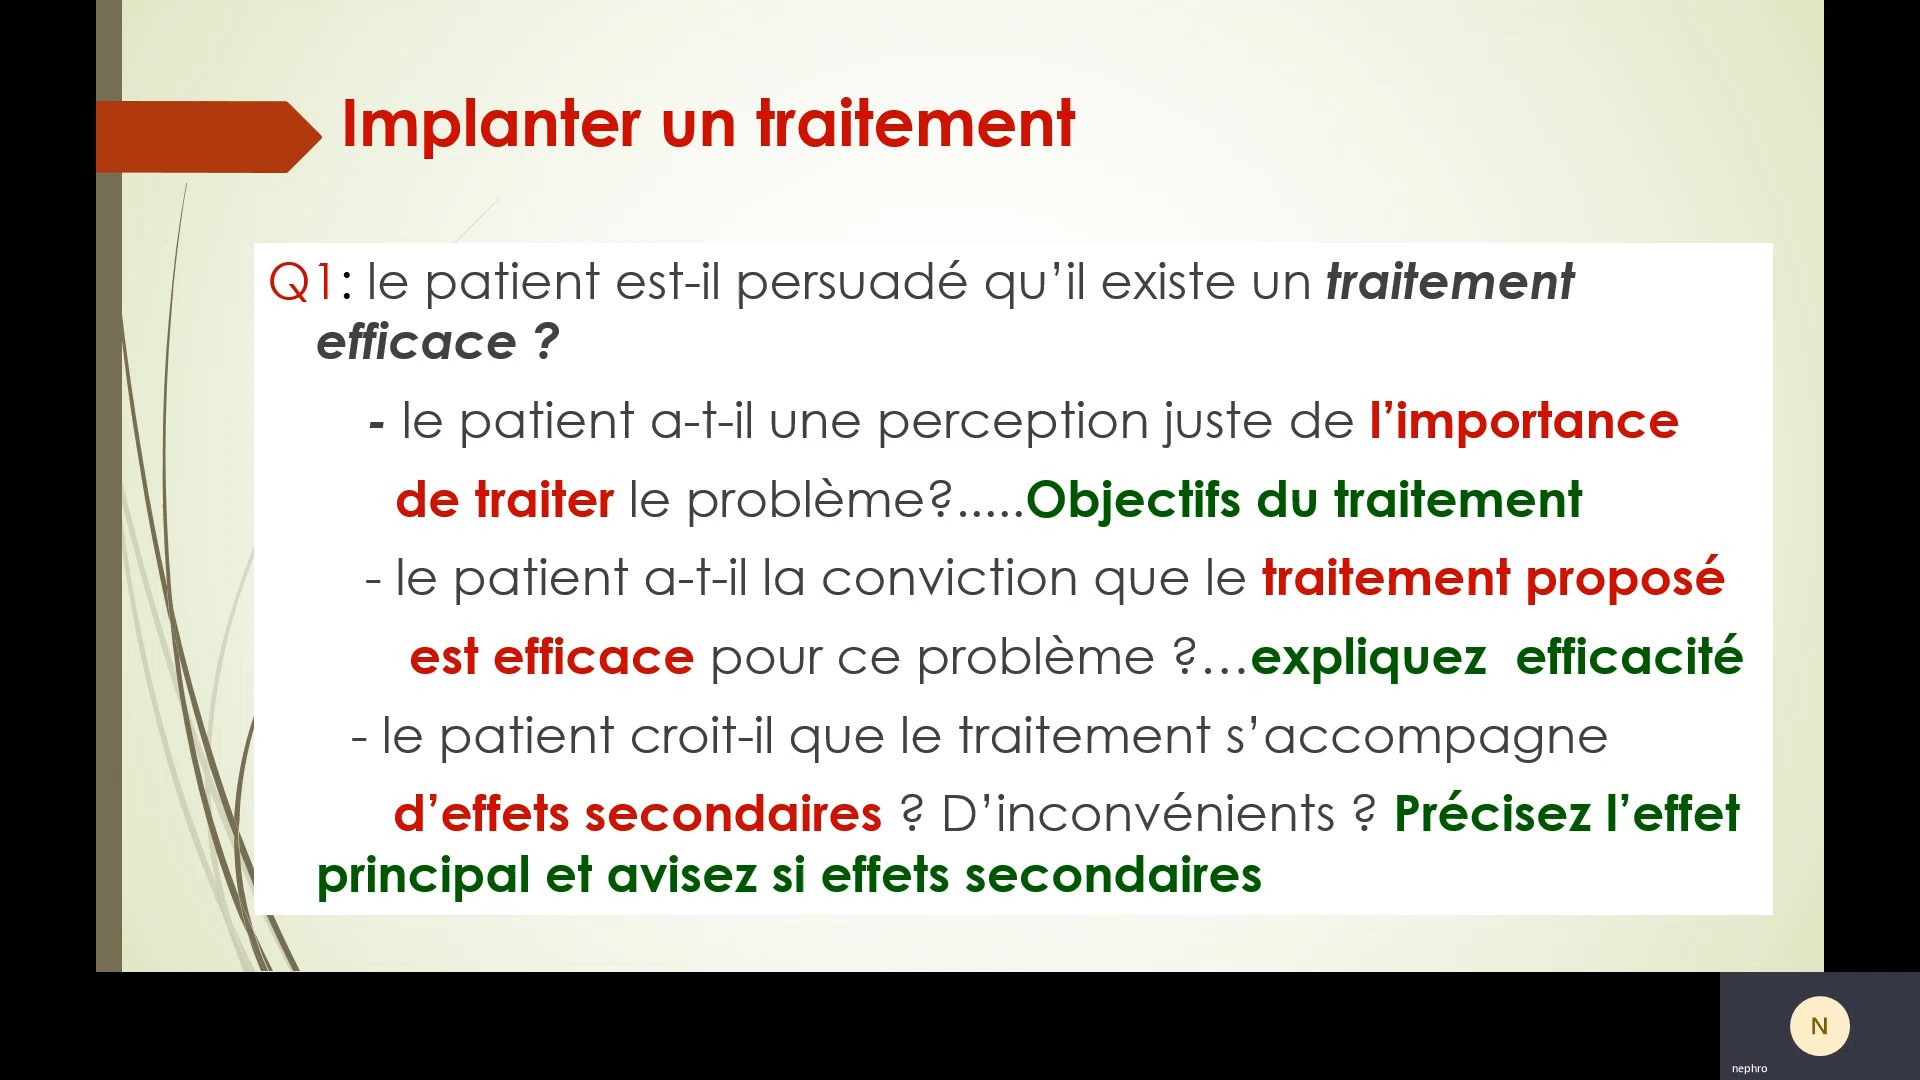 Implanter un traitement
Q1: le patient est-il persuadé qu’il existe un traitement
efficace ?
- le patient a-t-il une perception juste de l’importance
de traiter le problème?.....Objectifs du traitement
- le patient a-t-il la conviction que le traitement proposé
est efficace pour ce problème ?…expliquez  efficacité
- le patient croit-il que le traitement s’accompagne
d’effets secondaires ? D’inconvénients ? Précisez l’effet
principal et avisez si effets secondaires
N
nephro